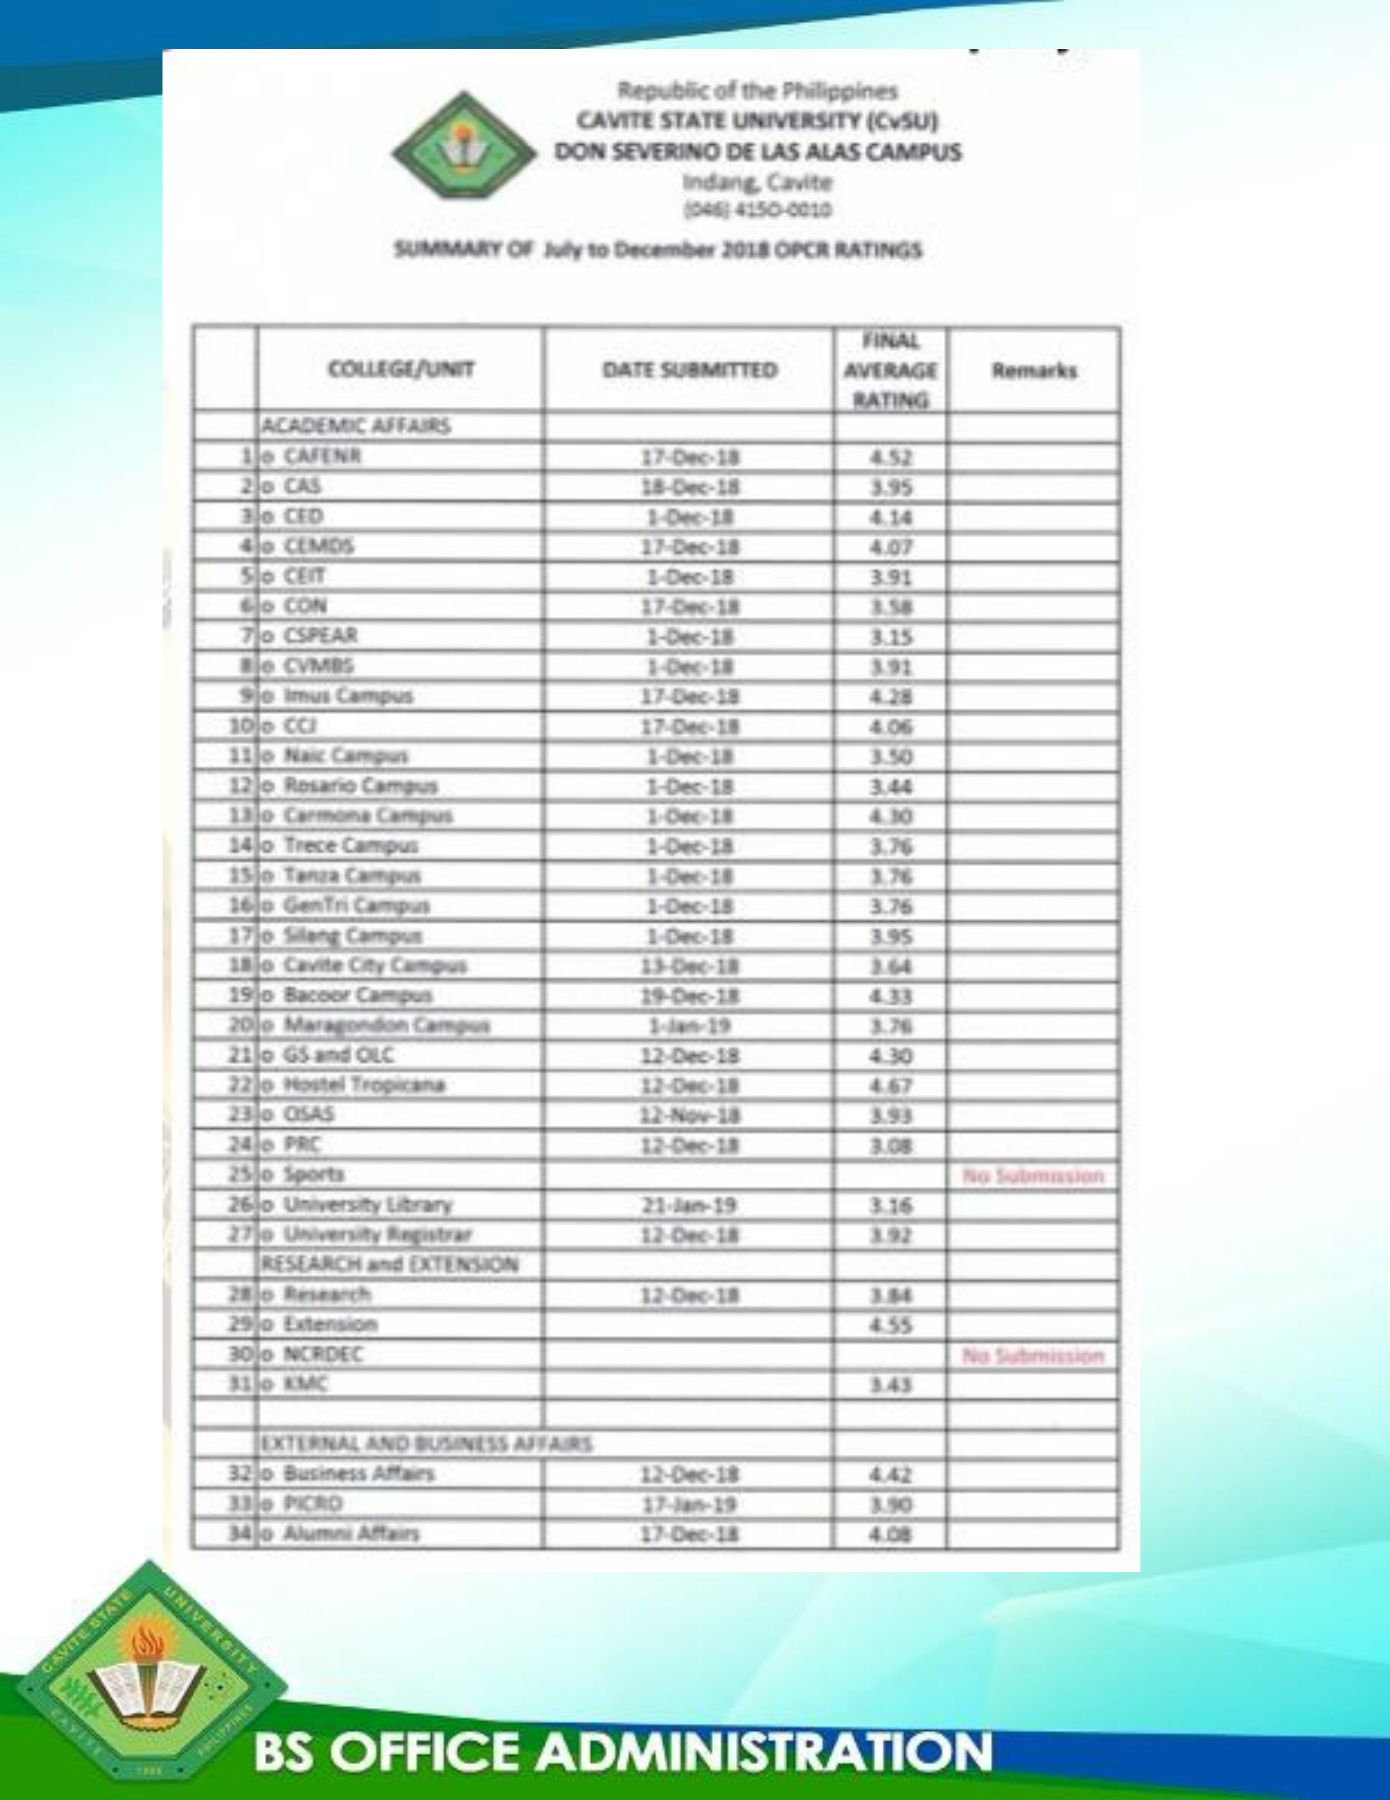 Republic of the Philippines
CAVITE STATE UNIVERSITY (CvSU)
DON SEVERINO DE LAS ALAS CAMPUS
Indang, Cavite
(046) 4150-0010
SUMMARY OF July to December 2018 OPCR RATINGS
COLLEGE/UNIT DATE SUBMITTED FINAL AVERAGE RATING Remarks
ACADEMIC AFFAIRS
1 o CAFENR 17-Dec-18 4.52
2 o CAS 18-Dec-18 3.95
3 o CED 1-Dec-18 4.14
4 o CEMDS 17-Dec-18 4.07
5 o CEIT 1-Dec-18 3.91
6 o CON 17-Dec-18 3.58
7 o CSPEAR 1-Dec-18 3.15
8 o CVMBS 1-Dec-18 3.91
9 o Imus Campus 17-Dec-18 4.28
10 o CCJ 17-Dec-18 4.06
11 o Naic Campus 1-Dec-18 3.50
12 o Rosario Campus 1-Dec-18 3.44
13 o Carmona Campus 1-Dec-18 4.30
14 o Trece Campus 1-Dec-18 3.76
15 o Tanza Campus 1-Dec-18 3.76
16 o GenTri Campus 1-Dec-18 3.76
17 o Silang Campus 1-Dec-18 3.95
18 o Cavite City Campus 13-Dec-18 3.64
19 o Bacoor Campus 19-Dec-18 4.33
20 o Maragondon Campus 1-Jan-19 3.76
21 o GS and OLC 12-Dec-18 4.30
22 o Hostel Tropicana 12-Dec-18 4.67
23 o OSAS 12-Nov-18 3.93
24 o PRC 12-Dec-18 3.08
25 o Sports No Submission
26 o University Library 21-Jan-19 3.16
27 o University Registrar 12-Dec-18 3.92
RESEARCH and EXTENSION
28 o Research 12-Dec-18 3.84
29 o Extension 4.55
30 o NCRDEC No Submission
31 o KMC 3.43
EXTERNAL AND BUSINESS AFFAIRS
32 o Business Affairs 12-Dec-18 4.42
33 o PICRO 17-Jan-19 3.90
34 o Alumni Affairs 17-Dec-18 4.08
CAVITE STATE UNIVERSITY
CAVITE PHILIPPINES
1906
BS OFFICE ADMINISTRATION